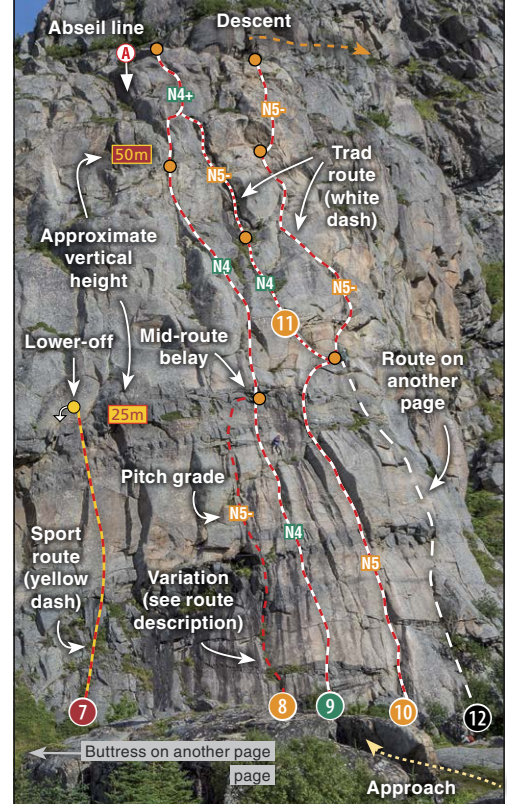 Descent
Abseil line
A
N4+
N5-
50m
N5-
Trad
route
(white
dash)
Approximate
vertical
height
N4
N4
N5-
11
Lower-off
Mid-route
belay
Route on
another
page
25m
Pitch grade
N5-
N4
Sport
route
(yellow
dash)
Variation
(see route
description)
N5
7
8
9
10
12
Buttress on another page
page
Approach